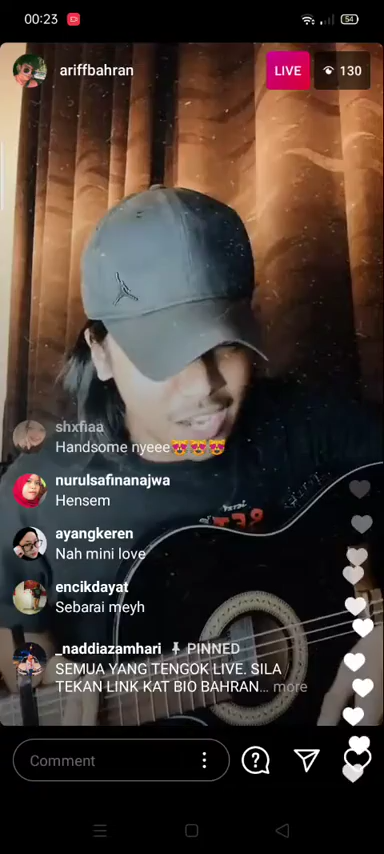 00:23
54
ariffbahran
LIVE
130
shxfiaa
Handsome nyeee😻😻😻
nurulsafinanajwa
Hensem
ayangkeren
Nah mini love
encikdayat
Sebarai meyh
_naddiazamhari PINNED
SEMUA YANG TENGOK LIVE. SILA
TEKAN LINK KAT BIO BAHRAN... more
Comment